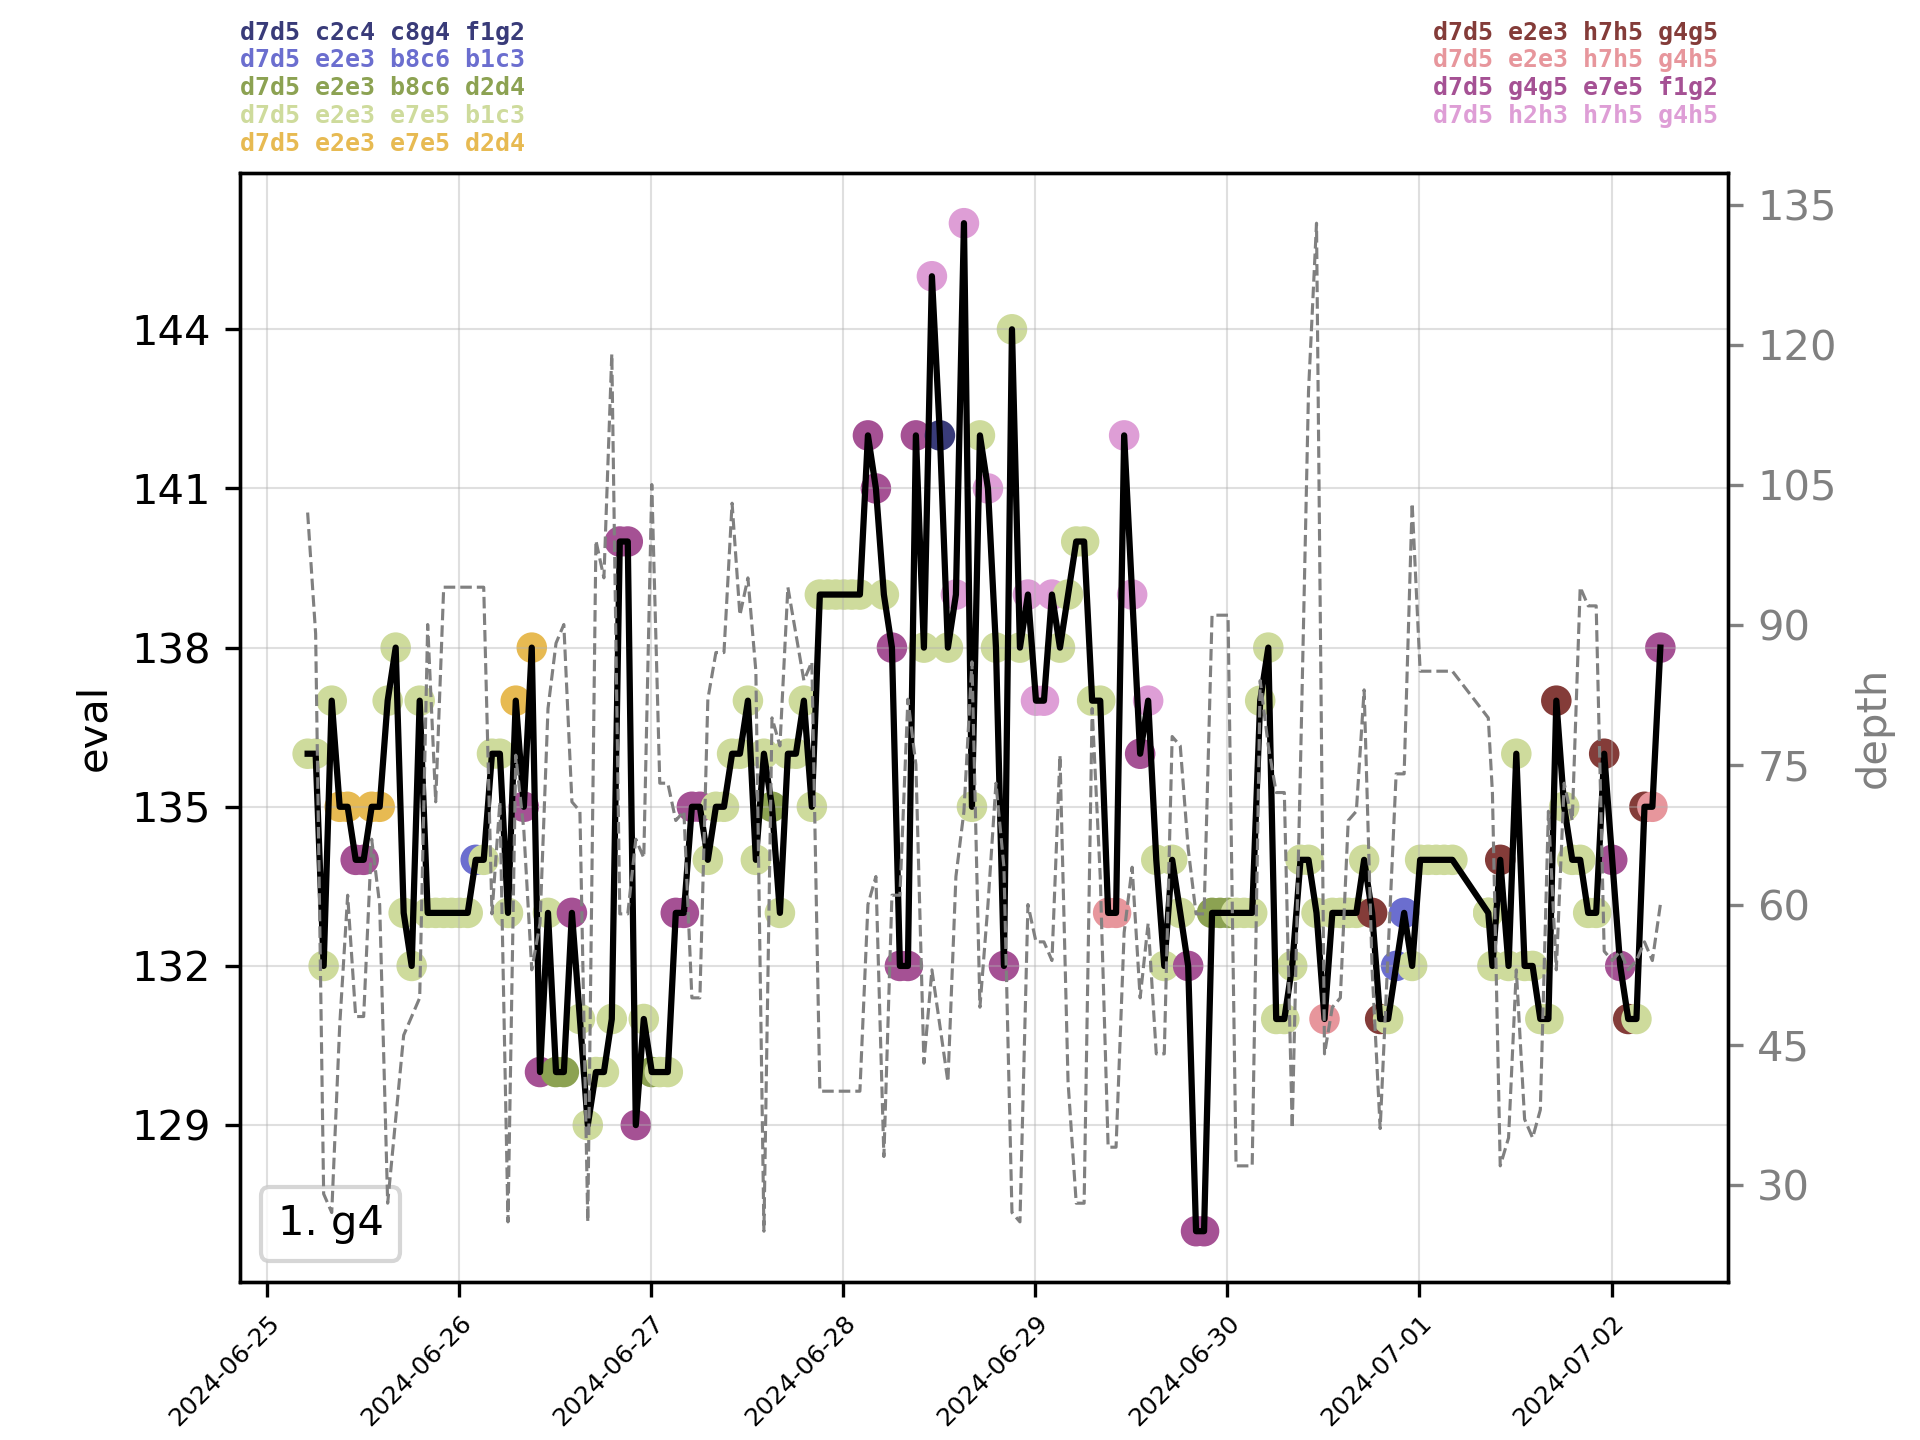 d7d5 c2c4 c8g4 f1g2
d7d5 e2e3 b8c6 b1c3
d7d5 e2e3 b8c6 d2d4
d7d5 e2e3 e7e5 b1c3
d7d5 e2e3 e7e5 d2d4
d7d5 e2e3 h7h5 g4g5
d7d5 e2e3 h7h5 g4h5
d7d5 g4g5 e7e5 f1g2
d7d5 h2h3 h7h5 g4h5
eval
144
141
138
135
132
129
135
120
105
90
75
60
45
30
depth
1. g4
2024-06-25
2024-06-26
2024-06-27
2024-06-28
2024-06-29
2024-06-30
2024-07-01
2024-07-02